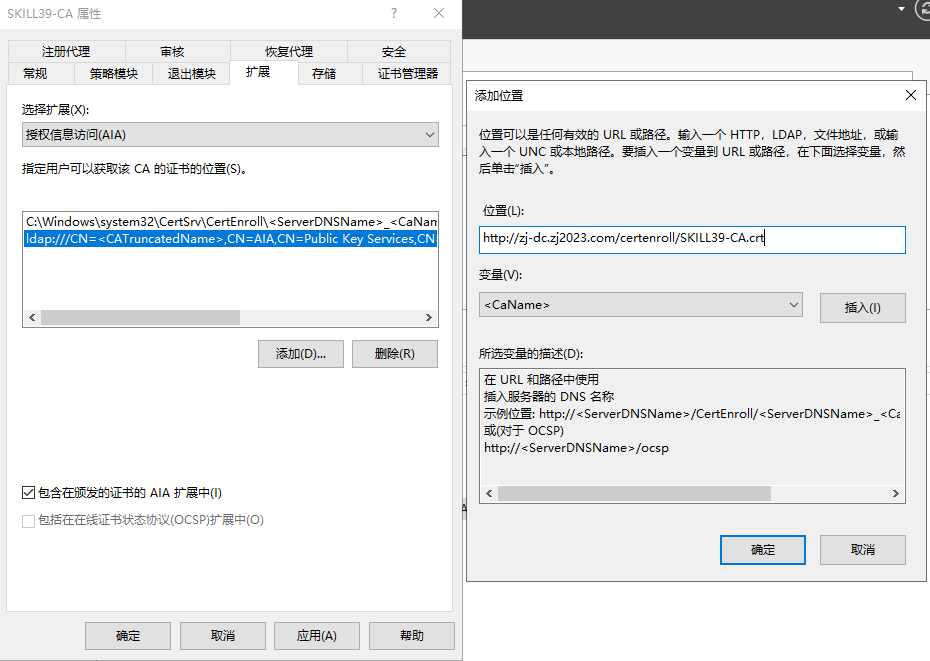 SKILL39-CA 属性
?
注册代理
审核
恢复代理
安全
常规
策略模块
退出模块
扩展
存储
证书管理器
选择扩展(X):
授权信息访问(AIA)
指定用户可以获取该 CA 的证书的位置(S)。
C:\Windows\system32\CertSrv\CertEnroll\<ServerDNSName>_<CaNam
ldap:///CN=<CATruncatedName>,CN=AIA,CN=Public Key Services,CN=
添加(D)...
删除(R)
包含在颁发的证书的 AIA 扩展中(I)
包括在在线证书状态协议(OCSP)扩展中(O)
确定
取消
应用(A)
帮助
添加位置
位置可以是任何有效的 URL 或路径。输入一个 HTTP，LDAP，文件地址，或输
入一个 UNC 或本地路径。要插入一个变量到 URL 或路径，在下面选择变量，然
后单击“插入”。
位置(L):
http://zj-dc.zj2023.com/certenroll/SKILL39-CA.crt
变量(V):
<CaName>
插入(I)
所选变量的描述(D):
在 URL 和路径中使用
插入服务器的 DNS 名称
示例位置: http://<ServerDNSName>/CertEnroll/<ServerDNSName>_<Ca
或(对于 OCSP)
http://<ServerDNSName>/ocsp
确定
取消